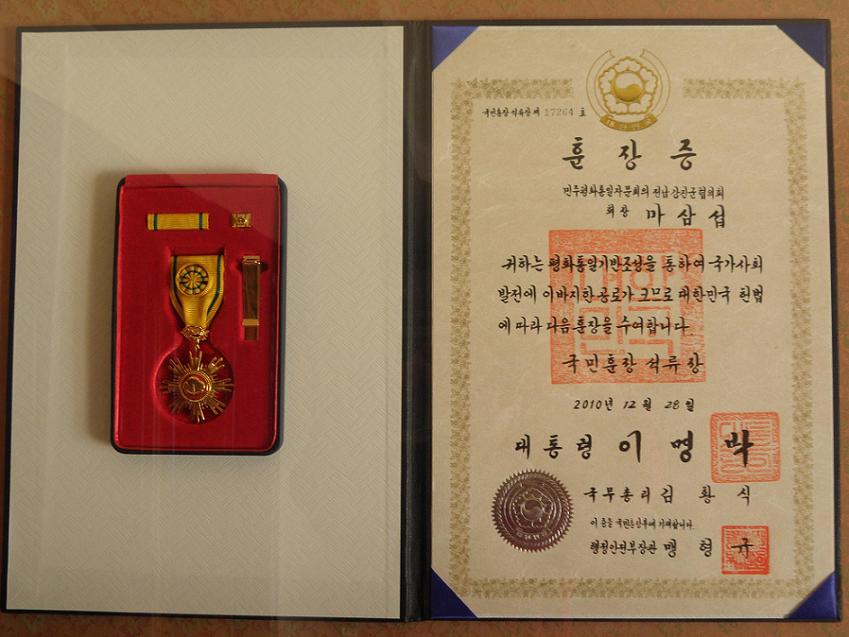 대한민국
국민훈장 석류장 제 17264 호
훈 장 증
민주평화통일자문회의 전남 강진군협의회
회장 마삼섭
귀하는 평화통일기반조성을 통하여 국가사회
발전에 이바지한 공로가 크므로 대한민국 헌법
에 따라 다음 훈장을 수여합니다.
국민훈장 석류장
2010년 12월 28일
대통령 이 명 박
국무총리 김 황 식
이 증을 국민훈장부에 기재합니다.
행정안전부장관 맹 형 규